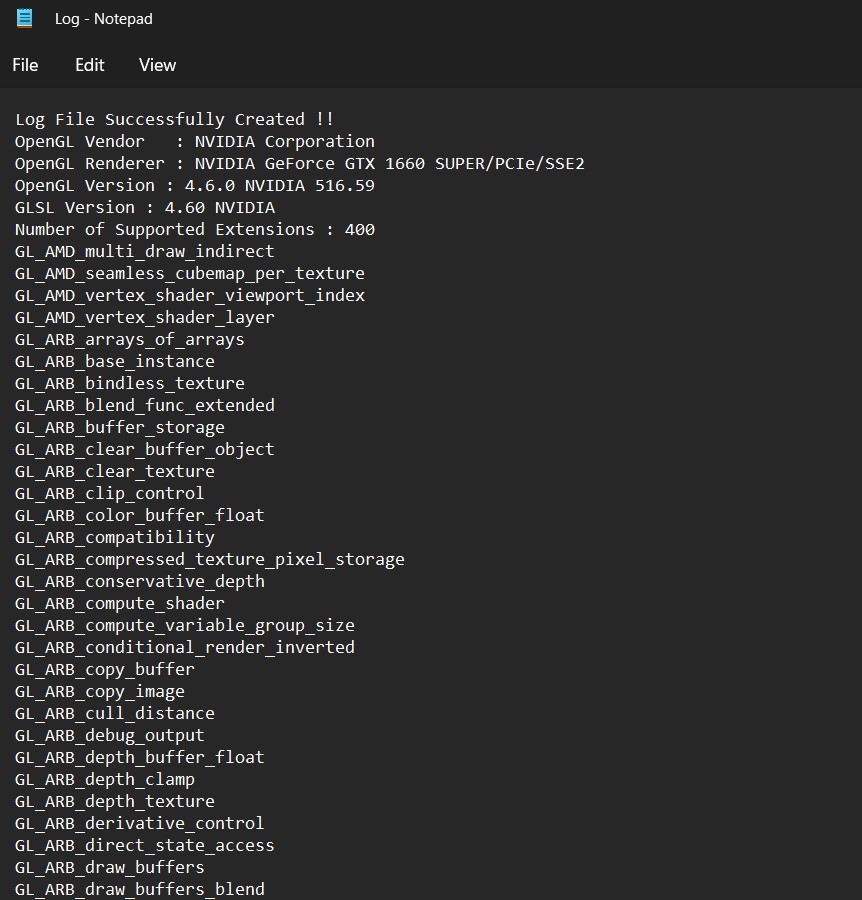 Log - Notepad
File Edit View
Log File Successfully Created !!
OpenGL Vendor   : NVIDIA Corporation
OpenGL Renderer : NVIDIA GeForce GTX 1660 SUPER/PCIe/SSE2
OpenGL Version : 4.6.0 NVIDIA 516.59
GLSL Version : 4.60 NVIDIA
Number of Supported Extensions : 400
GL_AMD_multi_draw_indirect
GL_AMD_seamless_cubemap_per_texture
GL_AMD_vertex_shader_viewport_index
GL_AMD_vertex_shader_layer
GL_ARB_arrays_of_arrays
GL_ARB_base_instance
GL_ARB_bindless_texture
GL_ARB_blend_func_extended
GL_ARB_buffer_storage
GL_ARB_clear_buffer_object
GL_ARB_clear_texture
GL_ARB_clip_control
GL_ARB_color_buffer_float
GL_ARB_compatibility
GL_ARB_compressed_texture_pixel_storage
GL_ARB_conservative_depth
GL_ARB_compute_shader
GL_ARB_compute_variable_group_size
GL_ARB_conditional_render_inverted
GL_ARB_copy_buffer
GL_ARB_copy_image
GL_ARB_cull_distance
GL_ARB_debug_output
GL_ARB_depth_buffer_float
GL_ARB_depth_clamp
GL_ARB_depth_texture
GL_ARB_derivative_control
GL_ARB_direct_state_access
GL_ARB_draw_buffers
GL_ARB_draw_buffers_blend